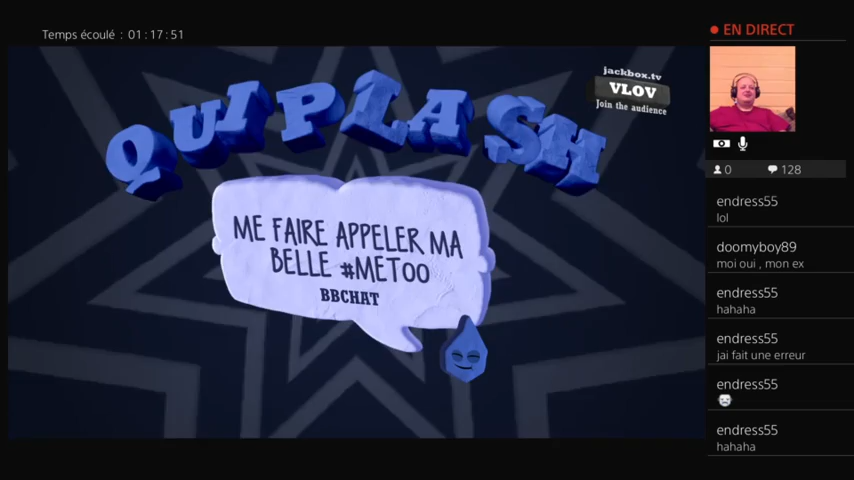 Temps écoulé : 01:17:51
EN DIRECT
jackbox.tv
VLOV
Join the audience
QUIPLASH
ME FAIRE APPELER MA
BELLE #METOO
BBCHAT
0 128
endress55
lol
doomyboy89
moi oui , mon ex
endress55
hahaha
endress55
jai fait une erreur
endress55
endress55
hahaha